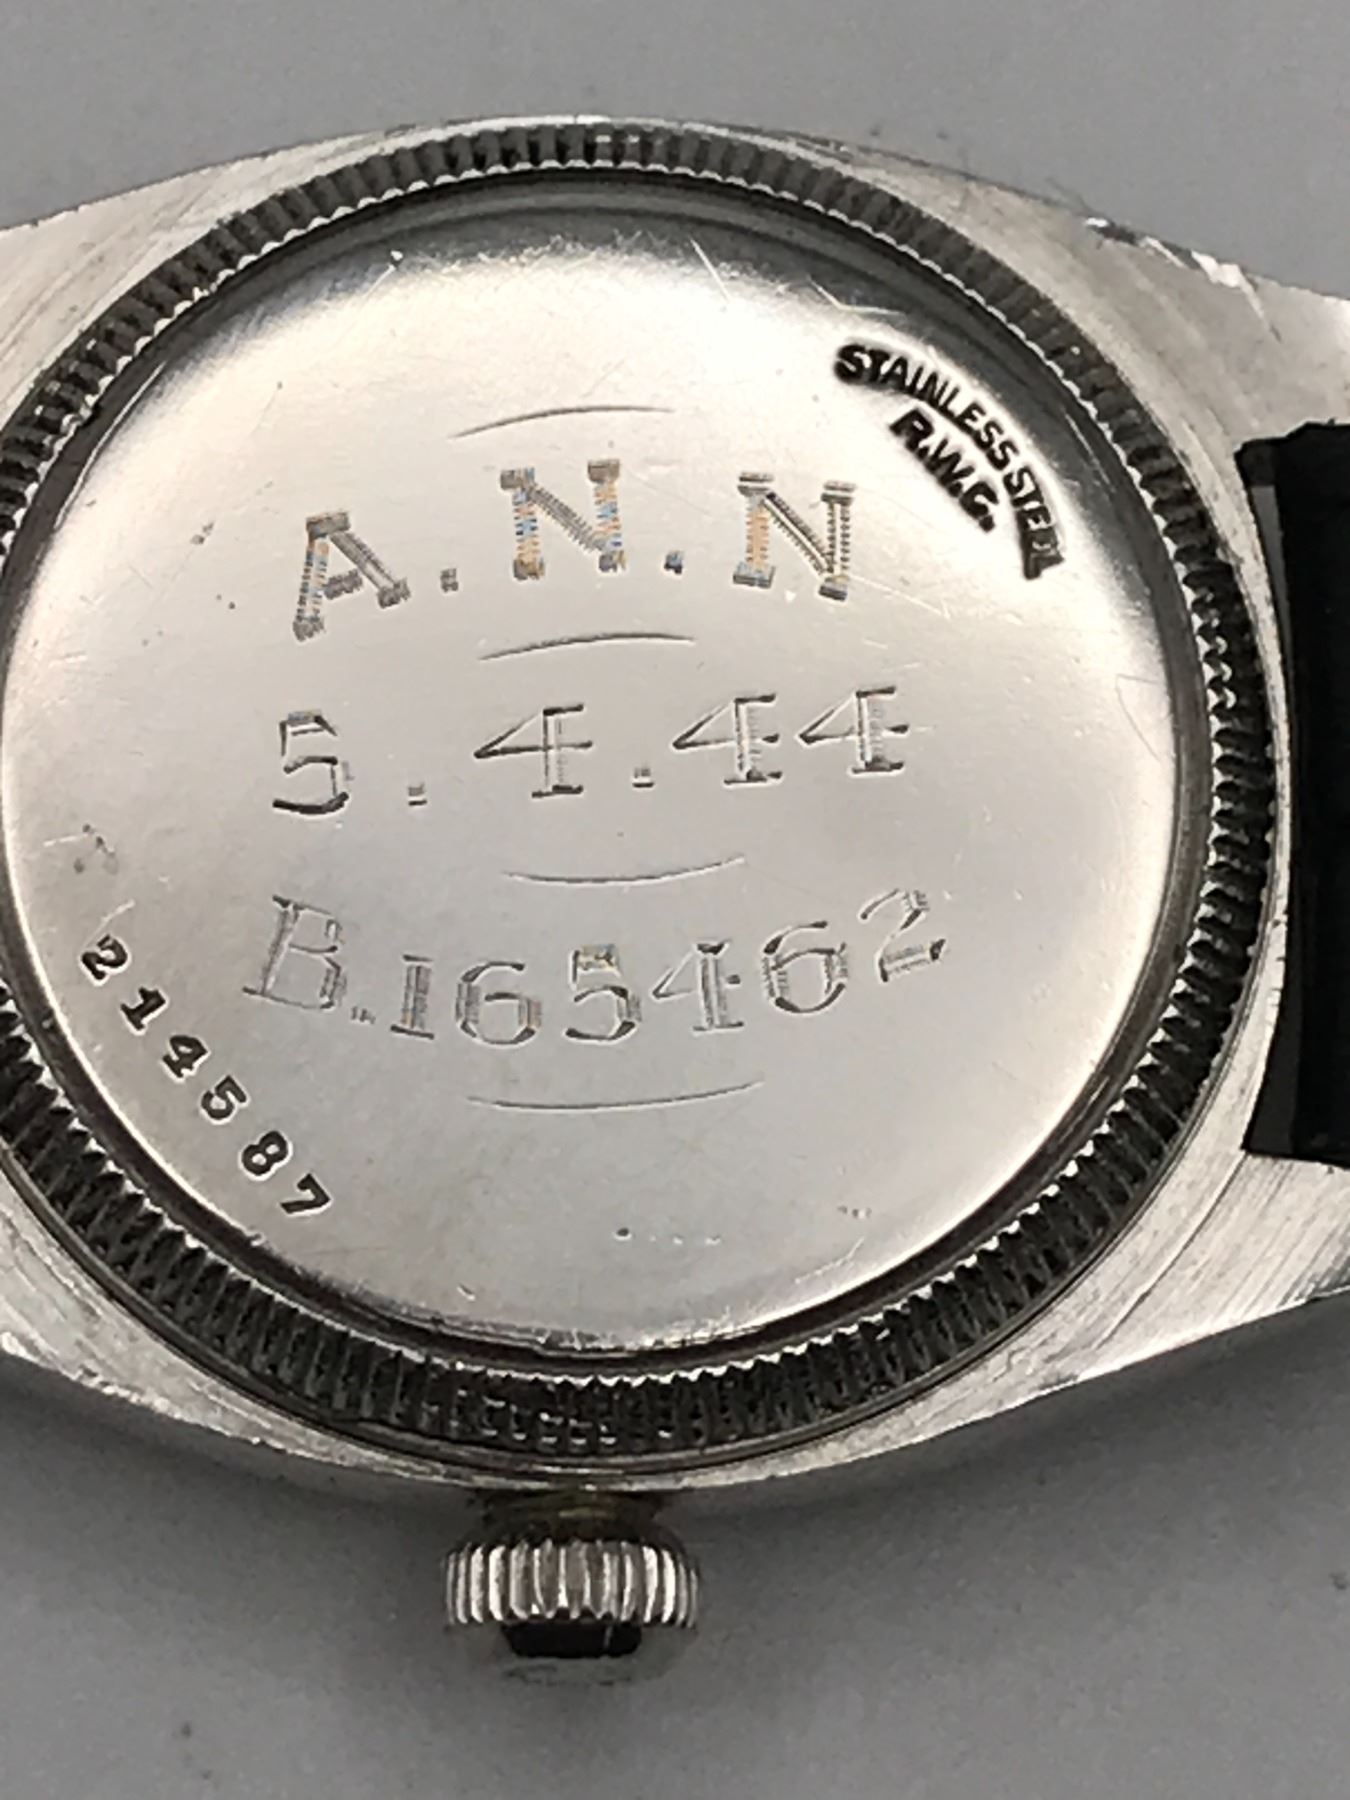 STAINLESS STEEL
R.W.C.
A.N.N
5.4.44
B.165462
214587